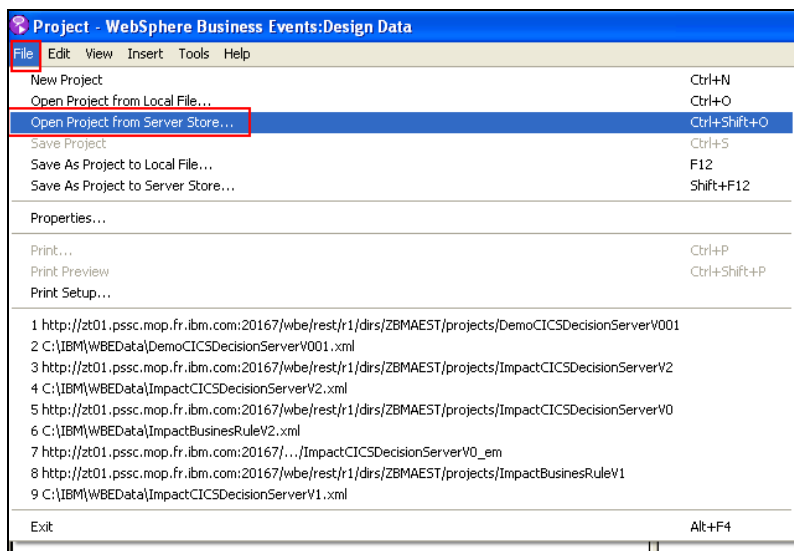 Project - WebSphere Business Events:Design Data
File Edit View Insert Tools Help
New Project Ctrl+N
Open Project from Local File... Ctrl+O
Open Project from Server Store... Ctrl+Shift+O
Save Project Ctrl+S
Save As Project to Local File... F12
Save As Project to Server Store... Shift+F12
Properties...
Print... Ctrl+P
Print Preview Ctrl+Shift+P
Print Setup...
1 http://zt01.pssc.mop.fr.ibm.com:20167/wbe/rest/r1/dirs/ZBMAEST/projects/DemoCICSDecisionServerV001
2 C:\IBM\WBEData\DemoCICSDecisionServerV001.xml
3 http://zt01.pssc.mop.fr.ibm.com:20167/wbe/rest/r1/dirs/ZBMAEST/projects/ImpactCICSDecisionServerV2
4 C:\IBM\WBEData\ImpactCICSDecisionServerV2.xml
5 http://zt01.pssc.mop.fr.ibm.com:20167/wbe/rest/r1/dirs/ZBMAEST/projects/ImpactCICSDecisionServerV0
6 C:\IBM\WBEData\ImpactBusinesRuleV2.xml
7 http://zt01.pssc.mop.fr.ibm.com:20167/.../ImpactCICSDecisionServerV0_em
8 http://zt01.pssc.mop.fr.ibm.com:20167/wbe/rest/r1/dirs/ZBMAEST/projects/ImpactBusinesRuleV1
9 C:\IBM\WBEData\ImpactCICSDecisionServerV1.xml
Exit Alt+F4